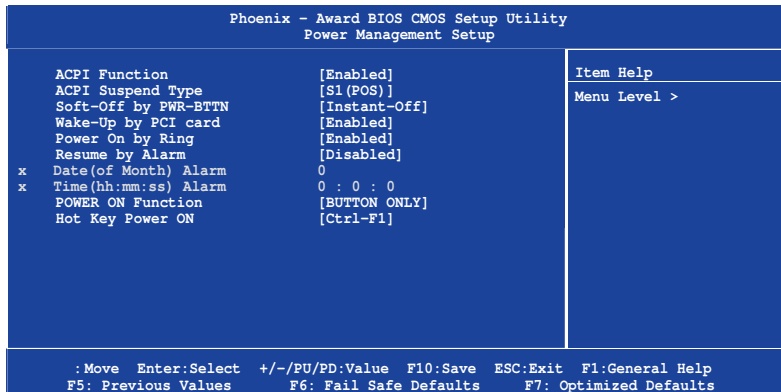 Phoenix - Award BIOS CMOS Setup Utility
Power Management Setup
ACPI Function [Enabled]
ACPI Suspend Type [S1(POS)]
Soft-Off by PWR-BTTN [Instant-Off]
Wake-Up by PCI card [Enabled]
Power On by Ring [Enabled]
Resume by Alarm [Disabled]
x Date(of Month) Alarm 0
x Time(hh:mm:ss) Alarm 0 : 0 : 0
POWER ON Function [BUTTON ONLY]
Hot Key Power ON [Ctrl-F1]
Item Help
Menu Level >
:Move Enter:Select +/-/PU/PD:Value F10:Save ESC:Exit F1:General Help
F5: Previous Values F6: Fail Safe Defaults F7: Optimized Defaults